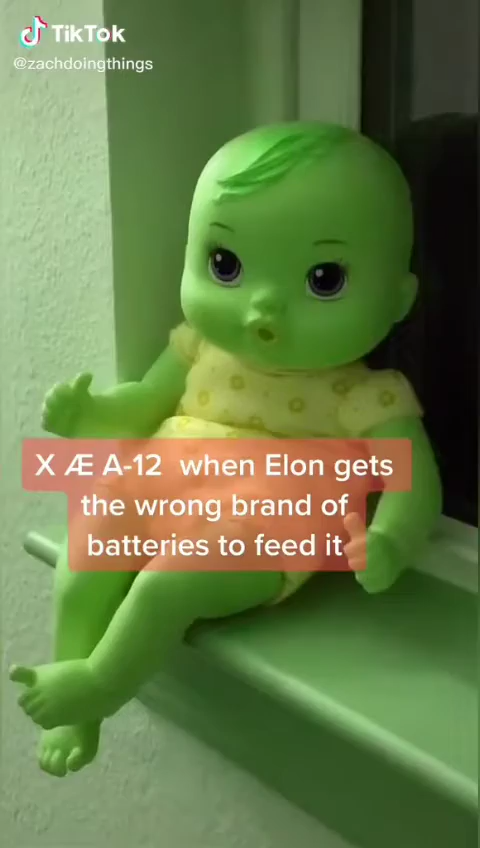 TikTok
@zachdoingthings
X Æ A-12 when Elon gets
the wrong brand of
batteries to feed it